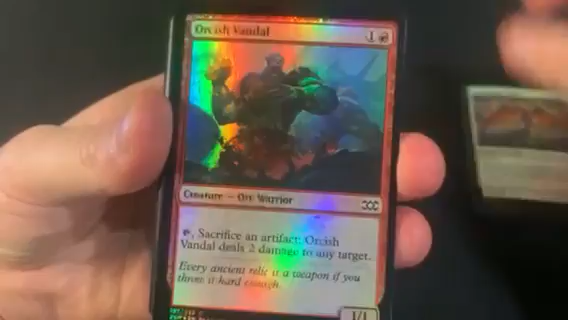 Orcish Vandal 1
Creature — Orc Warrior
, Sacrifice an artifact: Orcish
Vandal deals 2 damage to any target.
Every ancient relic is a weapon if you
throw it hard enough.
1/1